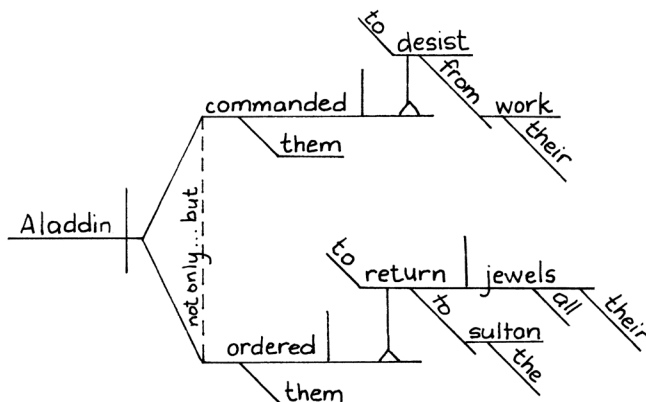 to
desist
from
commanded
work
them
their
Aladdin
not only... but
to
return
jewels
to
all
their
sultan
the
ordered
them